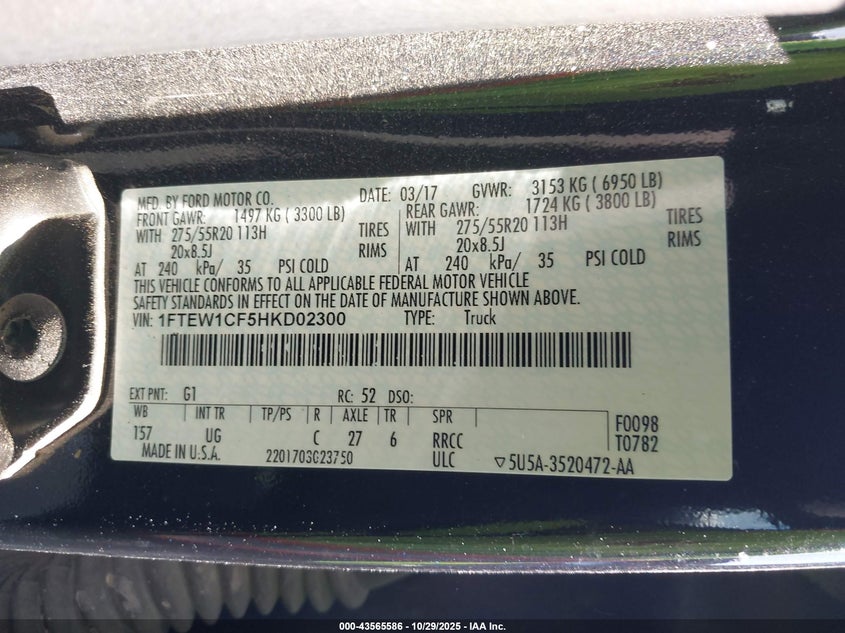 MFD. BY FORD MOTOR CO. DATE: 03/17 GVWR: 3153 KG ( 6950 LB)
FRONT GAWR: 1497 KG ( 3300 LB) REAR GAWR: 1724 KG ( 3800 LB)
WITH 275/55R20 113H TIRES WITH 275/55R20 113H TIRES
20x8.5J RIMS 20x8.5J RIMS
AT 240 kPa/ 35 PSI COLD AT 240 kPa/ 35 PSI COLD
THIS VEHICLE CONFORMS TO ALL APPLICABLE FEDERAL MOTOR VEHICLE
SAFETY STANDARDS IN EFFECT ON THE DATE OF MANUFACTURE SHOWN ABOVE.
VIN: 1FTEW1CF5HKD02300 TYPE: Truck
EXT PNT: G1 RC: 52 DSO:
WB INT TR TP/PS R AXLE TR SPR F0098
157 UG C 27 6 RRCC T0782
MADE IN U.S.A. 2201703023750 ULC ▽5U5A-3520472-AA
000-43565586 | 10/29/2025 | IAA Inc.